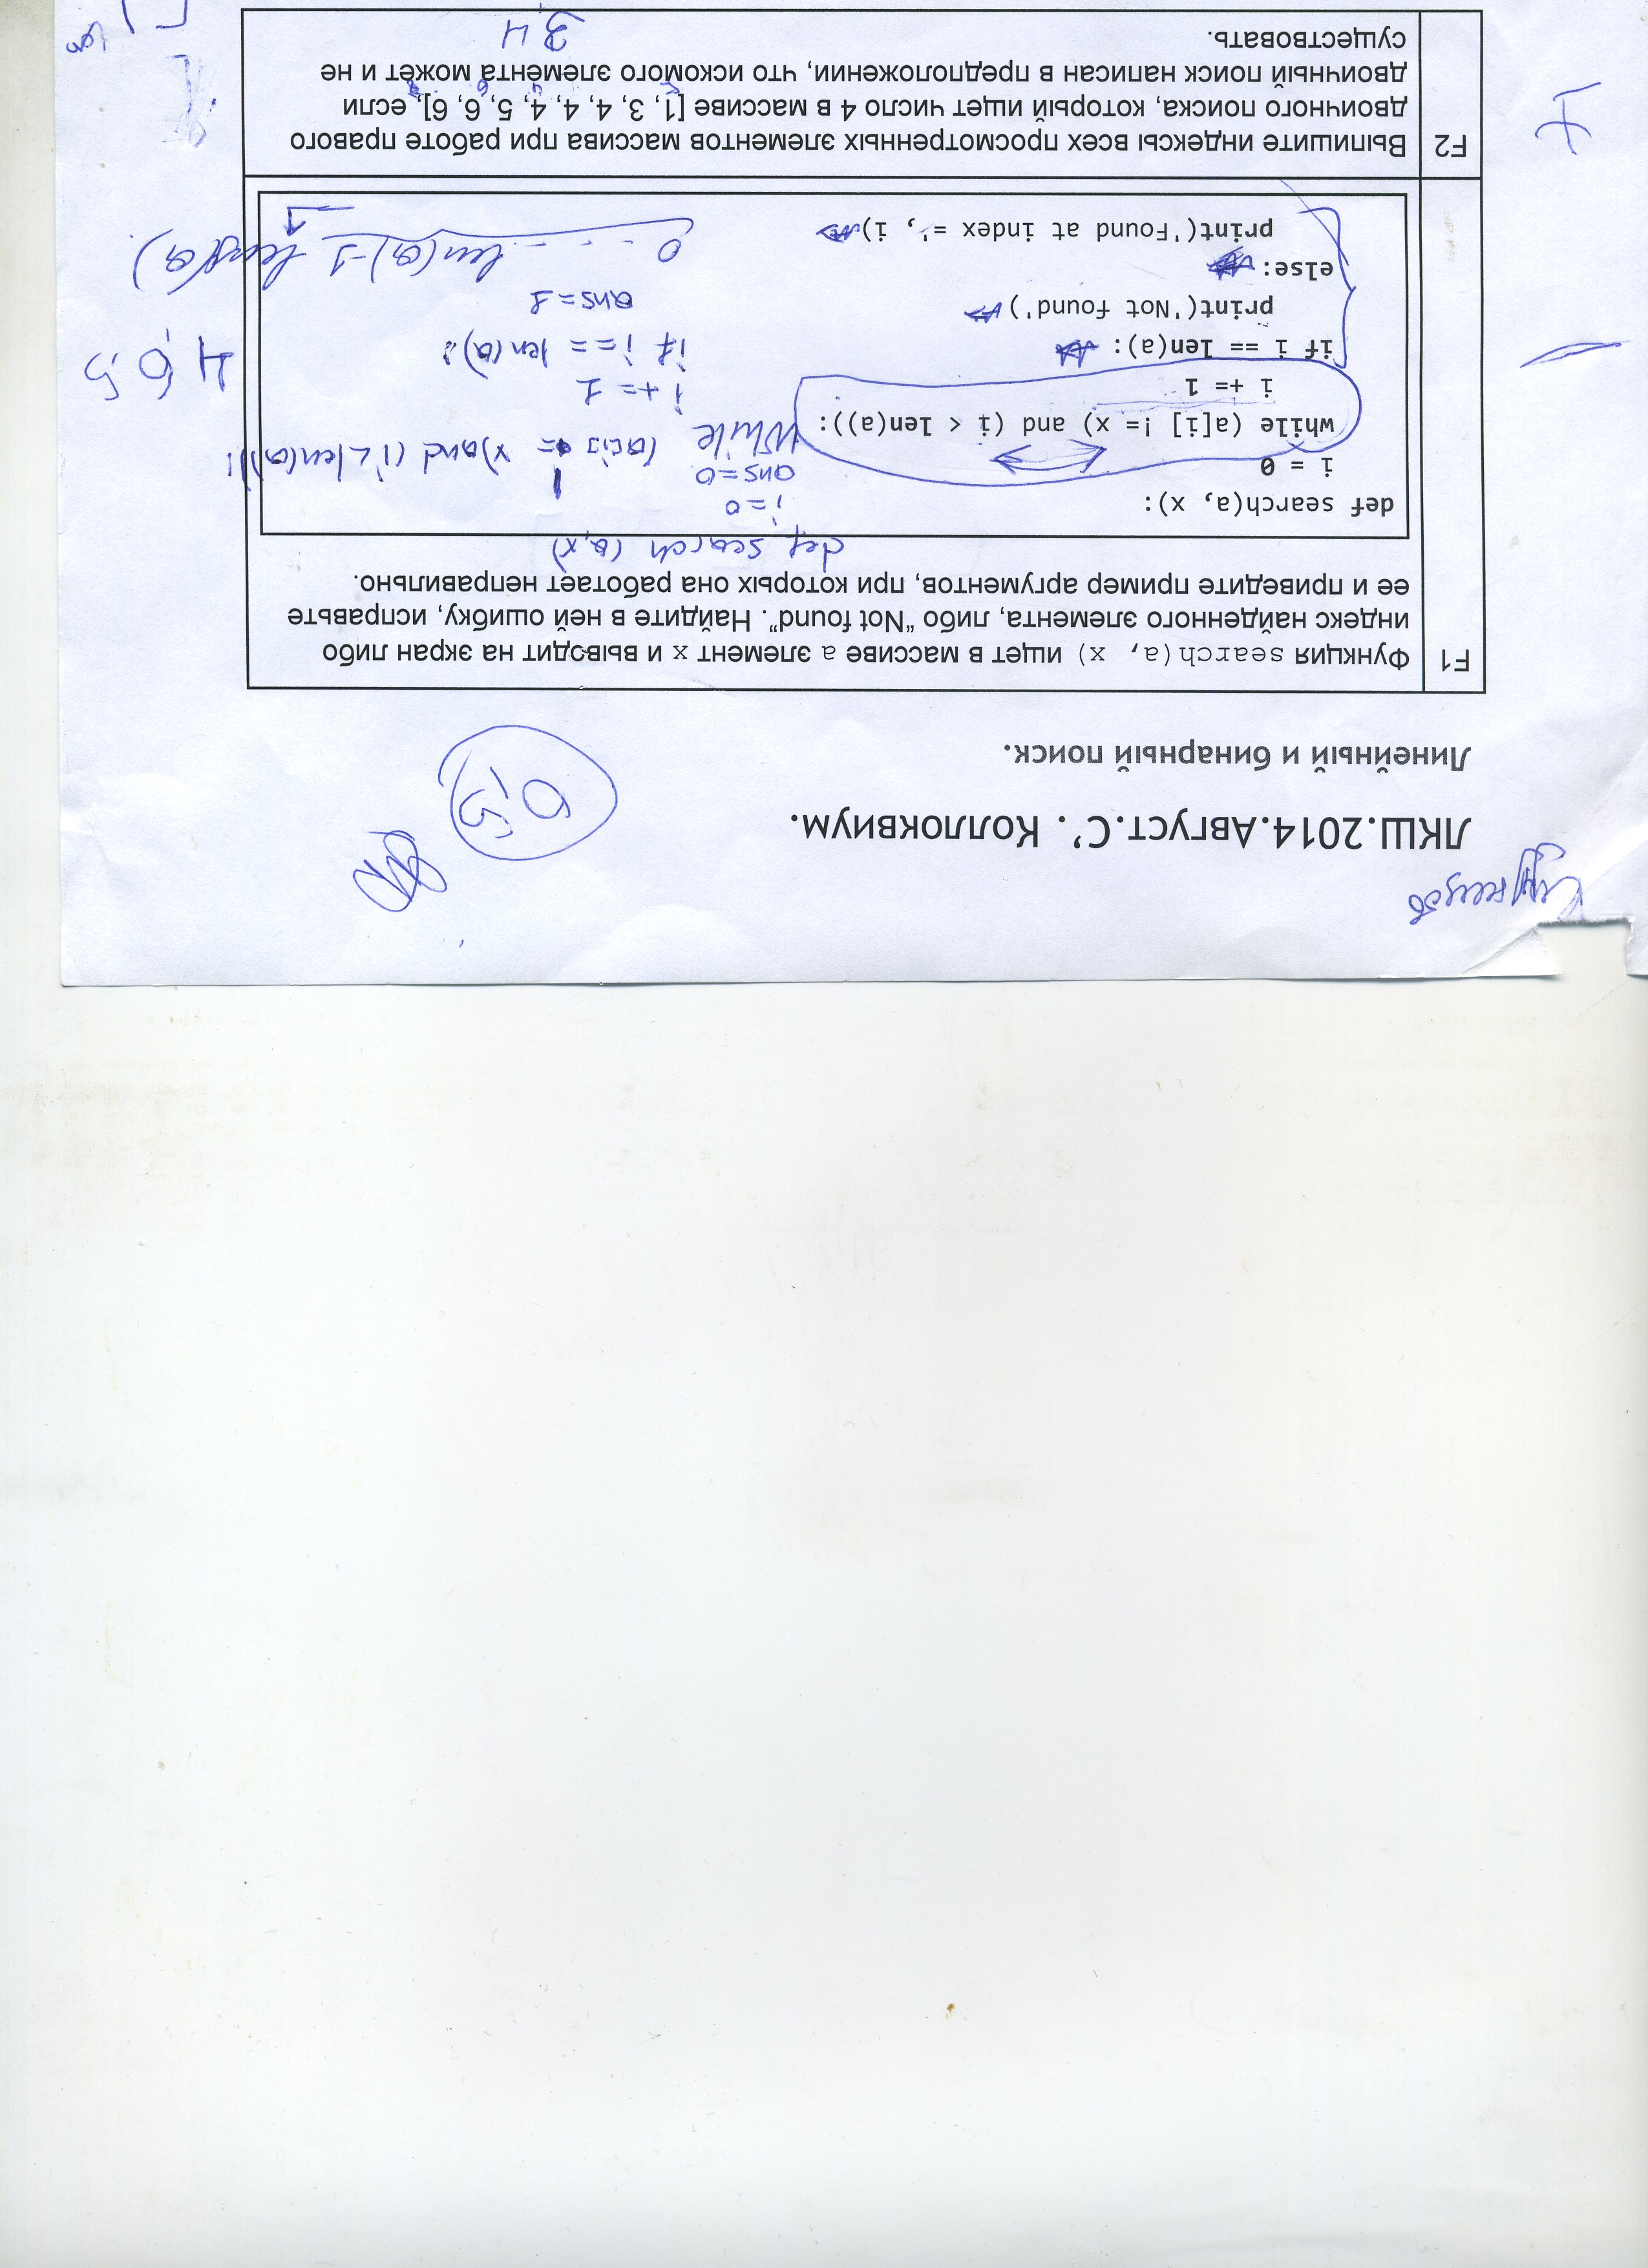 ЛКШ.2014.Август.C’. Коллоквиум.
0,5
Линейный и бинарный поиск.
F1
Функция search(a, x) ищет в массиве a элемент x и выводит на экран либо
индекс найденного элемента, либо “Not found”. Найдите в ней ошибку, исправьте
ее и приведите пример аргументов, при которых она работает неправильно.
def search (a,x)
def search(a, x):
i=0
i = 0
ans=0
while (a[i] != x) and (i < len(a)):
While (a[i] != x) and (i < len(a)):
i += 1
i += 1
if i == len(a):
if i == len(a):
print('Not found')
ans=1
else:
print('Found at index =', i)
0 . . . len(a)-1 len(a)
F2
Выпишите индексы всех просмотренных элементов массива при работе правого
двоичного поиска, который ищет число 4 в массиве [1, 3, 4, 4, 4, 5, 6, 6], если
двоичный поиск написан в предположении, что искомого элемента может и не
существовать.
3,4